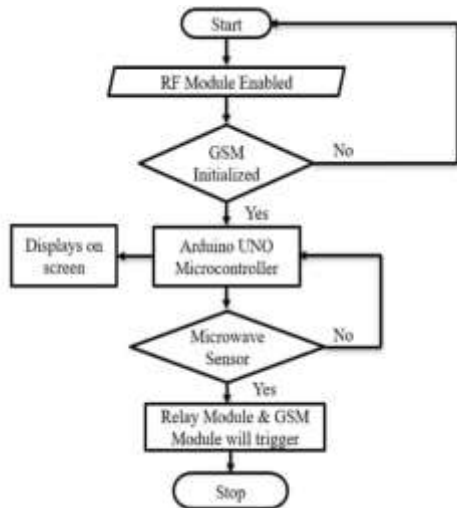 Start
RF Module Enabled
GSM
Initialized
No
Yes
Displays on
screen
Arduino UNO
Microcontroller
Microwave
Sensor
No
Yes
Relay Module & GSM
Module will trigger
Stop